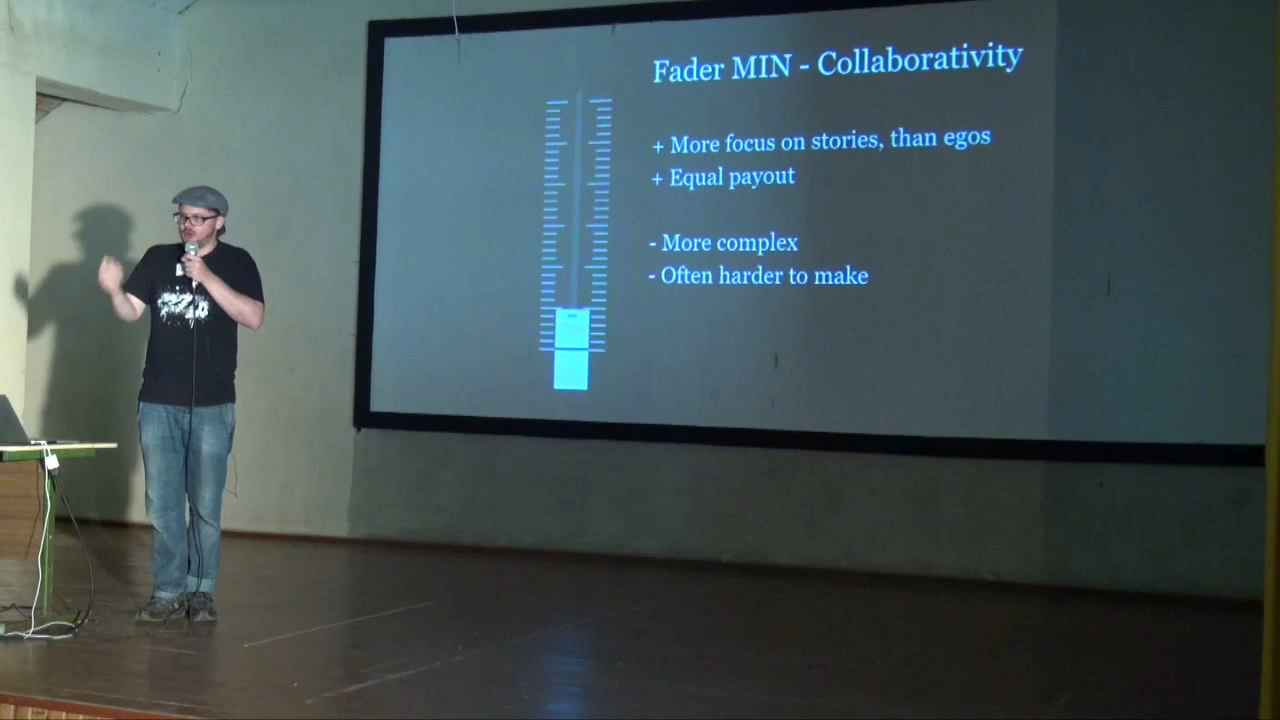 Fader MIN - Collaborativity
+ More focus on stories, than egos
+ Equal payout
- More complex
- Often harder to make